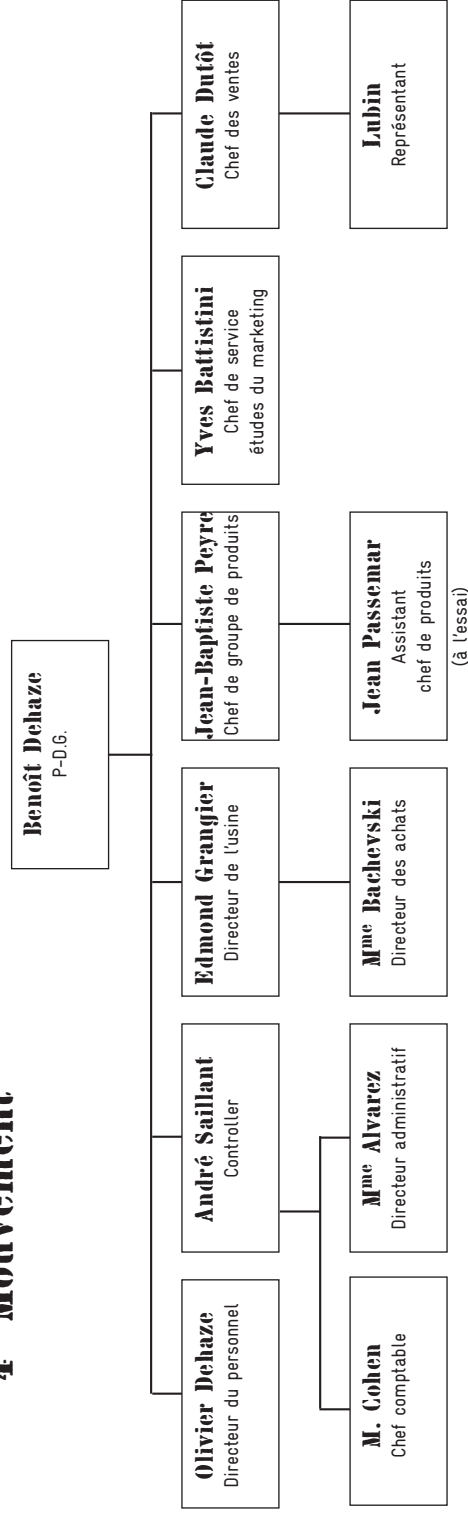 4e Mouvement
Benoît Dehaze
P-D.G.
Olivier Dehaze
Directeur du personnel
André Saillant
Controller
Edmond Grangier
Directeur de l'usine
Jean-Baptiste Peyre
Chef de groupe de produits
Yves Battistini
Chef de service
études du marketing
Claude Dutôt
Chef des ventes
M. Cohen
Chef comptable
Mme Alvarez
Directeur administratif
Mme Bachevski
Directeur des achats
Jean Passemar
Assistant
chef de produits
(à l'essai)
Lubin
Représentant